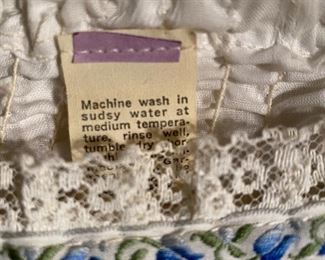 Machine wash in
sudsy water at
medium tempera-
ture, rinse well,
tumble dry